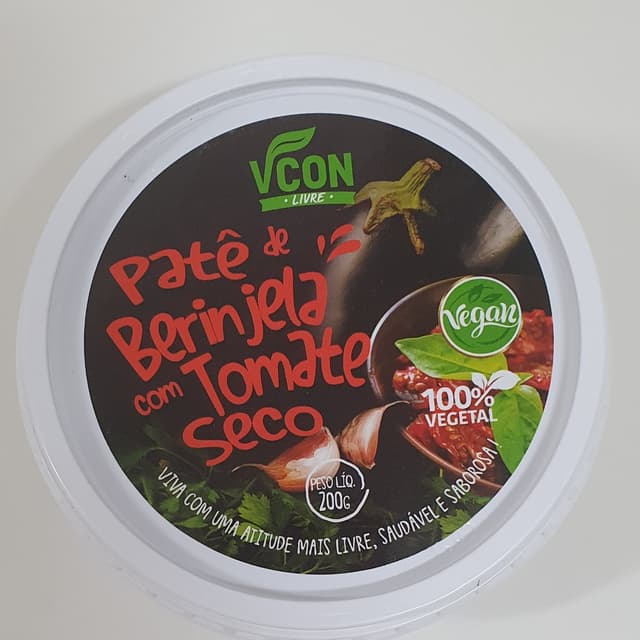 VCON
LIVRE
Patê de
Berinjela
com Tomate
Seco
Vegan
100%
VEGETAL
PESO LÍQ.
200G
VIVA COM UMA ATITUDE MAIS LIVRE, SAUDÁVEL E SABOROSA!